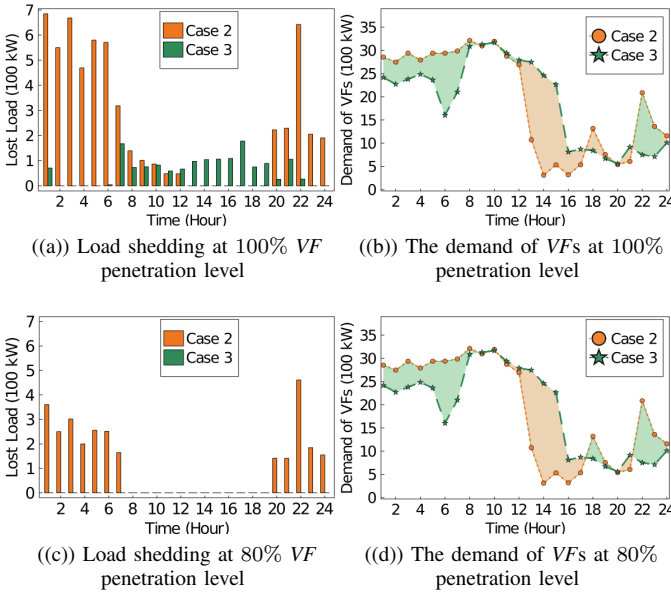 Lost Load (100 kW)
7
6
5
4
3
2
1
0
Case 2
Case 3
2 4 6 8 10 12 14 16 18 20 22 24
Time (Hour)
((a) Load shedding at 100% VF
penetration level
Demand of VFs (100 kW)
35
30
25
20
15
10
5
0
Case 2
Case 3
2 4 6 8 10 12 14 16 18 20 22 24
Time (Hour)
((b) The demand of VFs at 100%
penetration level
Lost Load (100 kW)
7
6
5
4
3
2
1
0
Case 2
Case 3
2 4 6 8 10 12 14 16 18 20 22 24
Time (Hour)
((c) Load shedding at 80% VF
penetration level
Demand of VFs (100 kW)
35
30
25
20
15
10
5
0
Case 2
Case 3
2 4 6 8 10 12 14 16 18 20 22 24
Time (Hour)
((d) The demand of VFs at 80%
penetration level